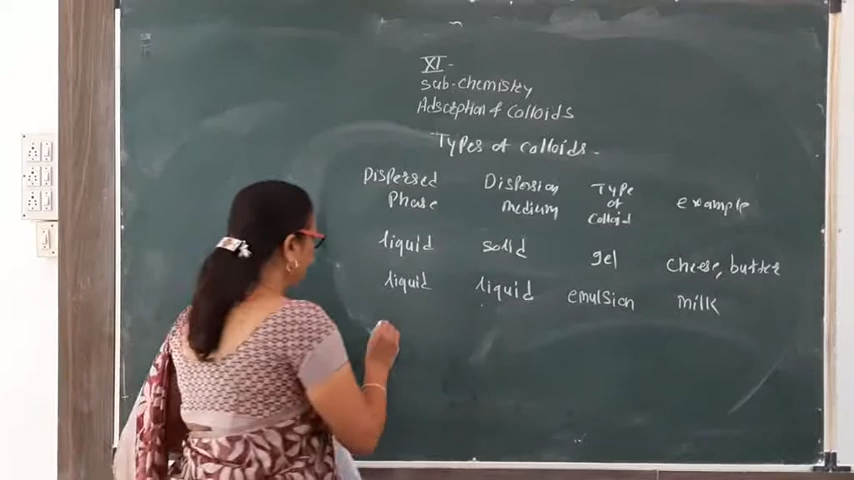 XI-
Sub-Chemistry
Adsorption of Colloids
Types of Colloids-
Dispersed Phase Dispersion Medium Type of Colloid example
liquid solid gel cheese, butter
liquid liquid emulsion milk